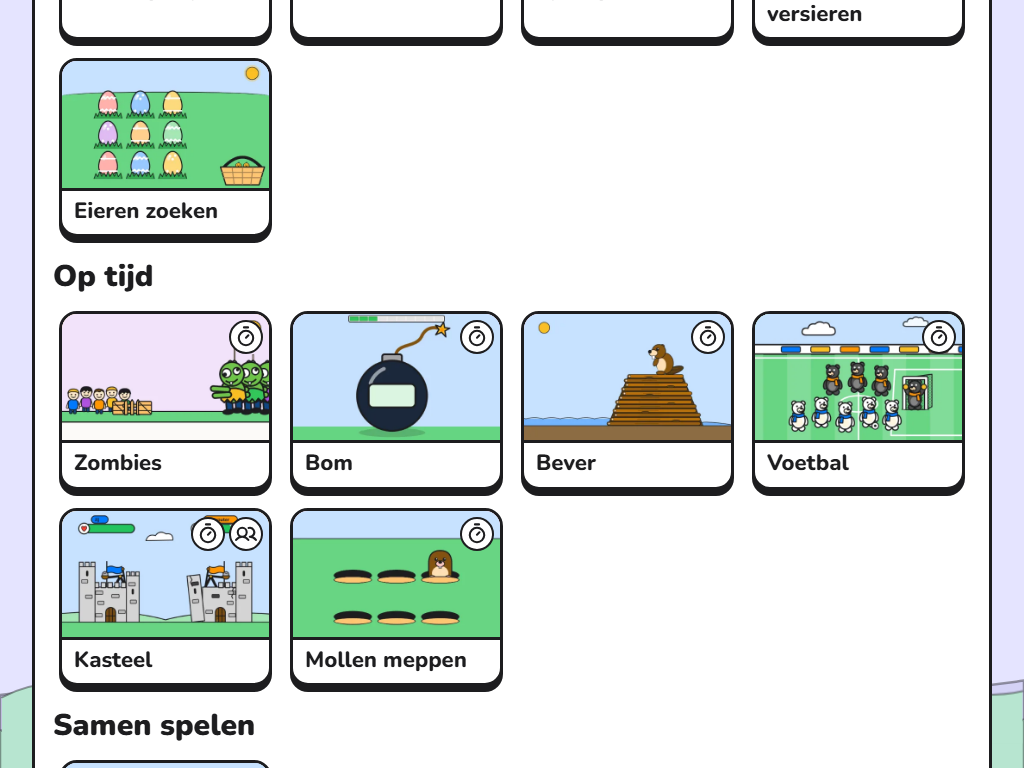 versieren
Eieren zoeken
Op tijd
Zombies
Bom
Bever
Voetbal
Kasteel
Mollen meppen
Samen spelen